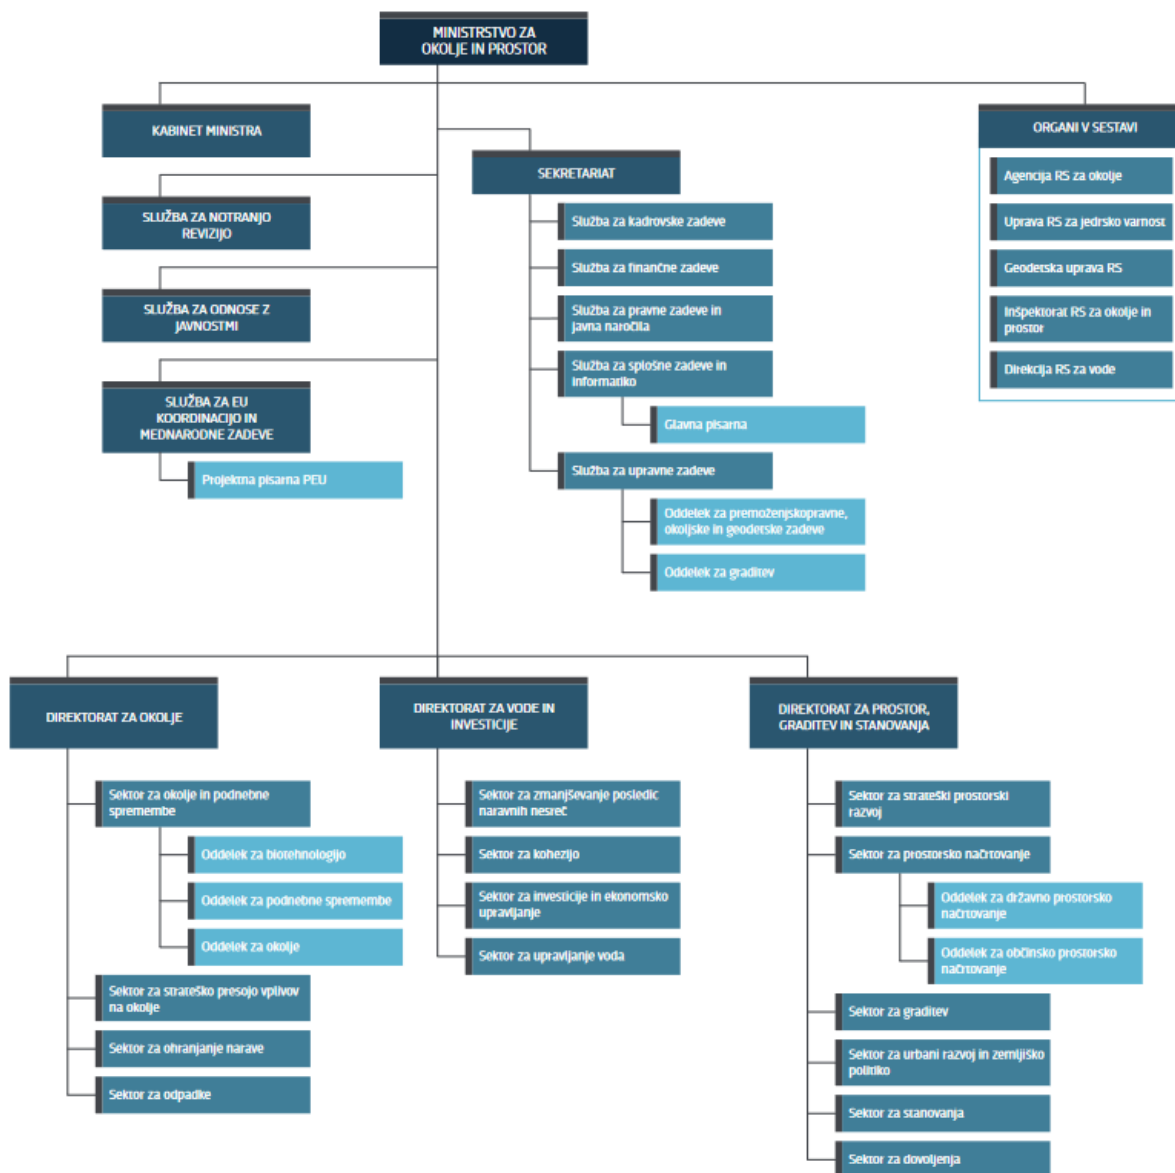 MINISTRSTVO ZA
OKOLJE IN PROSTOR
KABINET MINISTRA
SLUŽBA ZA NOTRANJO
REVIZIJO
SLUŽBA ZA ODNOSE Z
JAVNOSTMI
SLUŽBA ZA EU
KOORDINACIJO IN
MEDNARODNE ZADEVE
Projektna pisarna PEU
SEKRETARIAT
Služba za kadrovske zadeve
Služba za finančne zadeve
Služba za pravne zadeve in
javna naročila
Služba za splošne zadeve in
informatiko
Glavna pisarna
Služba za upravne zadeve
Oddelek za premoženjskopravne,
okoljske in geodetske zadeve
Oddelek za graditev
ORGANI V SESTAVI
Agencija RS za okolje
Uprava RS za jedrsko varnost
Geodetska uprava RS
Inšpektorat RS za okolje in
prostor
Direkcija RS za vode
DIREKTORAT ZA OKOLJE
Sektor za okolje in podnebne
spremembe
Oddelek za biotehnologijo
Oddelek za podnebne spremembe
Oddelek za okolje
Sektor za strateško presojo vplivov
na okolje
Sektor za ohranjanje narave
Sektor za odpadke
DIREKTORAT ZA VODE IN
INVESTICIJE
Sektor za zmanjševanje posledic
naravnih nesreč
Sektor za kohezijo
Sektor za investicije in ekonomsko
upravljanje
Sektor za upravljanje voda
DIREKTORAT ZA PROSTOR,
GRADITEV IN STANOVANJA
Sektor za strateški prostorski
razvoj
Sektor za prostorsko načrtovanje
Oddelek za državno prostorsko
načrtovanje
Oddelek za občinsko prostorsko
načrtovanje
Sektor za graditev
Sektor za urbani razvoj in zemljiško
politiko
Sektor za stanovanja
Sektor za dovoljenja